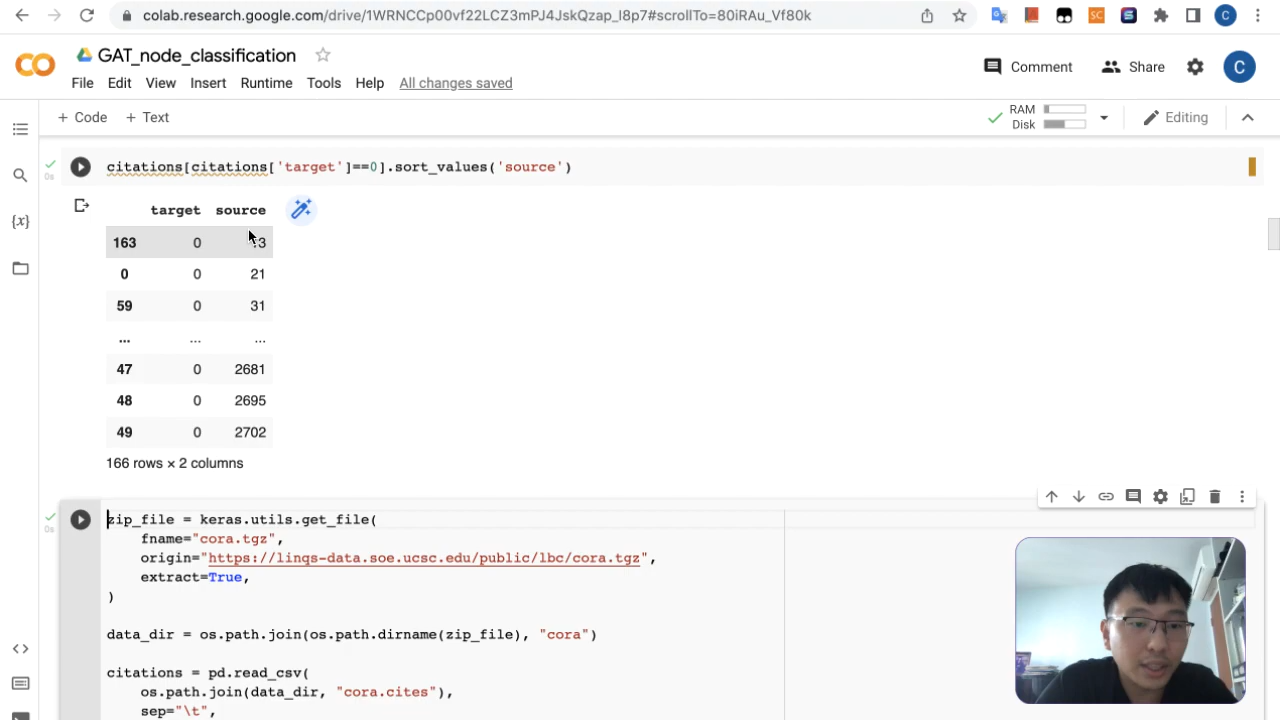 colab.research.google.com/drive/1WRNCCp00vf22LCZ3mPJ4JskQzap_I8p7#scrollTo=80iRAu_Vf80k
SC
S
C
GAT_node_classification
Comment
Share
C
File Edit View Insert Runtime Tools Help All changes saved
+ Code + Text
RAM
Disk
Editing
0s
citations[citations['target']==0].sort_values('source')
{x}
target source
163 0
0 0 21
59 0 31
... ... ...
47 0 2681
48 0 2695
49 0 2702
166 rows × 2 columns
0s
zip_file = keras.utils.get_file(
fname="cora.tgz",
origin="https://linqs-data.soe.ucsc.edu/public/lbc/cora.tgz",
extract=True,
)
data_dir = os.path.join(os.path.dirname(zip_file), "cora")
citations = pd.read_csv(
os.path.join(data_dir, "cora.cites"),
sep="\t",